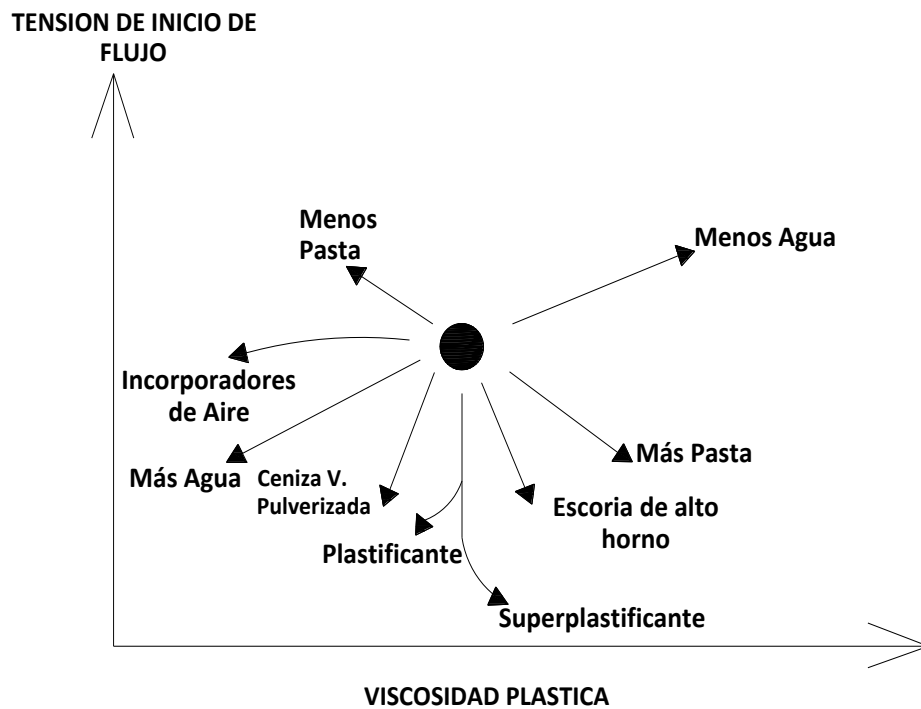 TENSION DE INICIO DE
FLUJO
Menos
Pasta
Menos Agua
Incorporadores
de Aire
Más Agua
Ceniza V.
Pulverizada
Más Pasta
Plastificante
Escoria de alto
horno
Superplastificante
VISCOSIDAD PLASTICA